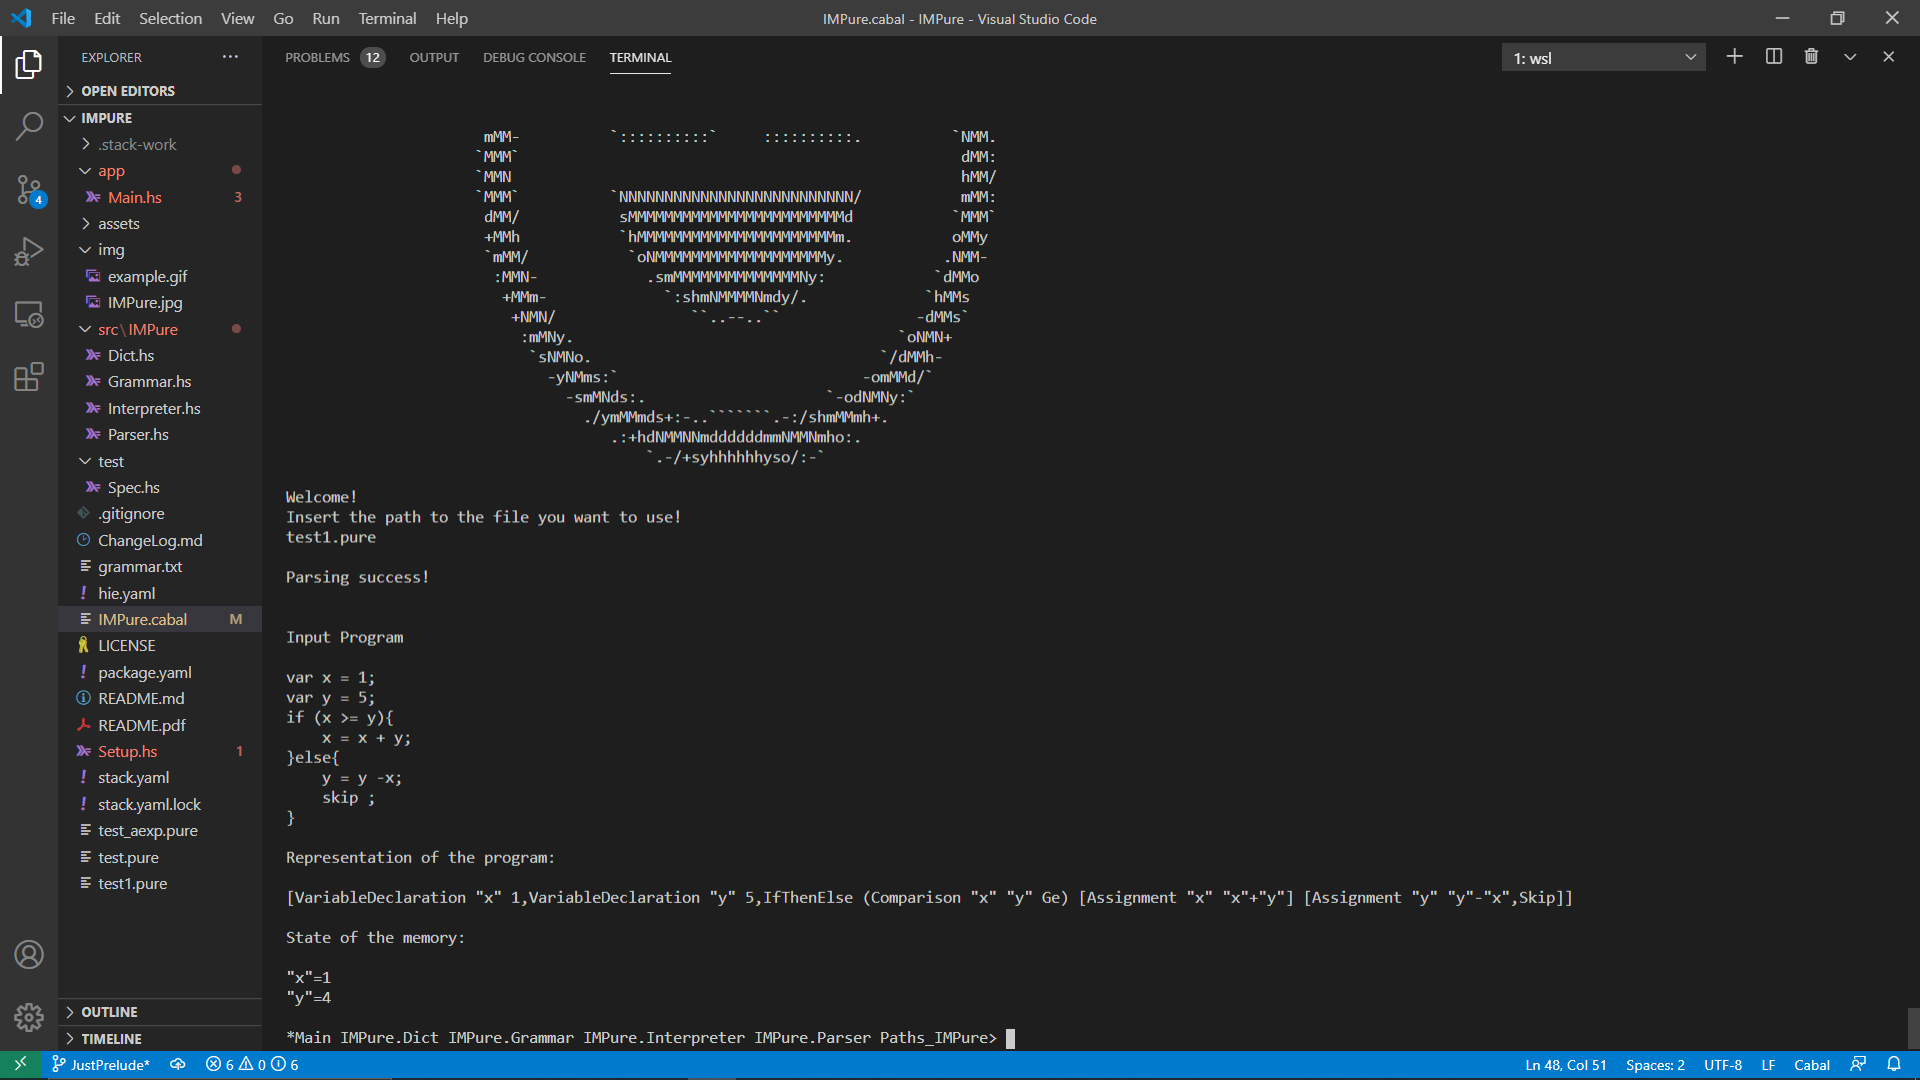 File Edit Selection View Go Run Terminal Help
IMPure.cabal - IMPure - Visual Studio Code
EXPLORER
OPEN EDITORS
IMPURE
.stack-work
app
Main.hs 3
assets
img
example.gif
IMPure.jpg
src\IMPure
Dict.hs
Grammar.hs
Interpreter.hs
Parser.hs
test
Spec.hs
.gitignore
ChangeLog.md
grammar.txt
hie.yaml
IMPure.cabal M
LICENSE
package.yaml
README.md
README.pdf
Setup.hs 1
stack.yaml
stack.yaml.lock
test_aexp.pure
test.pure
test1.pure
OUTLINE
TIMELINE
4
PROBLEMS 12 OUTPUT DEBUG CONSOLE TERMINAL
1: wsl
mMM-          `::::::::::`     ::::::::::.          `NMM.
`MMM`                                                 dMM:
`MMN                                                  hMM/
`MMM`          `NNNNNNNNNNNNNNNNNNNNNNNNNN/           mMM:
dMM/           sMMMMMMMMMMMMMMMMMMMMMMMMd           `MMM`
+MMh           `hMMMMMMMMMMMMMMMMMMMMMMm.           oMMy
`mMM/           `oNMMMMMMMMMMMMMMMMMMMy.           .NMM-
:MMN-            .smMMMMMMMMMMMMMMNy:            `dMMo
+MMm-             `:shmNMMMMNmdy/.             `hMMs
+NMN/               ``..--..``               -dMMs`
:mMNy.                                    `oNMN+
`sNMNo.                                `/dMMh-
-yNMms:`                           -omMMd/`
-smMNds:.                    `-odNMNy:`
./ymMMmds+:-..```````.-:/shmMMmh+.
.:+hdNMMNNmddddddmmNMMNmho:.
`.-/+syhhhhhhyso/:-`
Welcome!
Insert the path to the file you want to use!
test1.pure
Parsing success!
Input Program
var x = 1;
var y = 5;
if (x >= y){
    x = x + y;
}else{
    y = y -x;
    skip ;
}
Representation of the program:
[VariableDeclaration "x" 1,VariableDeclaration "y" 5,IfThenElse (Comparison "x" "y" Ge) [Assignment "x" "x"+"y"] [Assignment "y" "y"-"x",Skip]]
State of the memory:
"x"=1
"y"=4
*Main IMPure.Dict IMPure.Grammar IMPure.Interpreter IMPure.Parser Paths_IMPure>
JustPrelude* 6 0 6 Ln 48, Col 51 Spaces: 2 UTF-8 LF Cabal